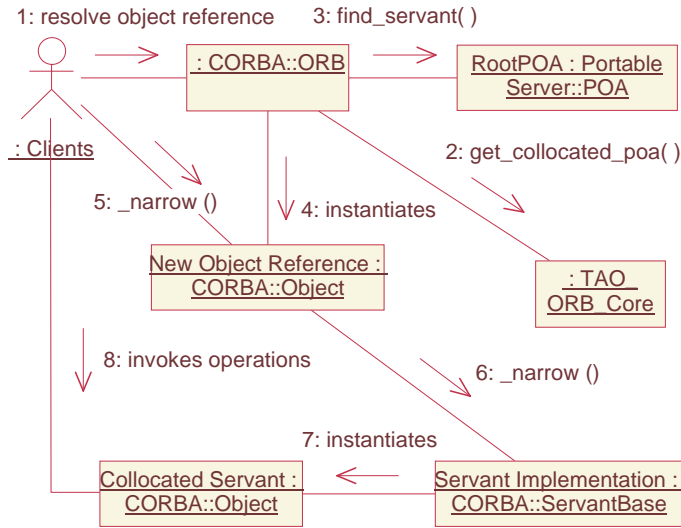 1: resolve object reference
3: find_servant( )
: CORBA::ORB
RootPOA : Portable
Server::POA
: Clients
2: get_collocated_poa( )
5: _narrow ()
4: instantiates
New Object Reference :
CORBA::Object
: TAO_
ORB_Core
8: invokes operations
6: _narrow ()
7: instantiates
Collocated Servant :
CORBA::Object
Servant Implementation :
CORBA::ServantBase